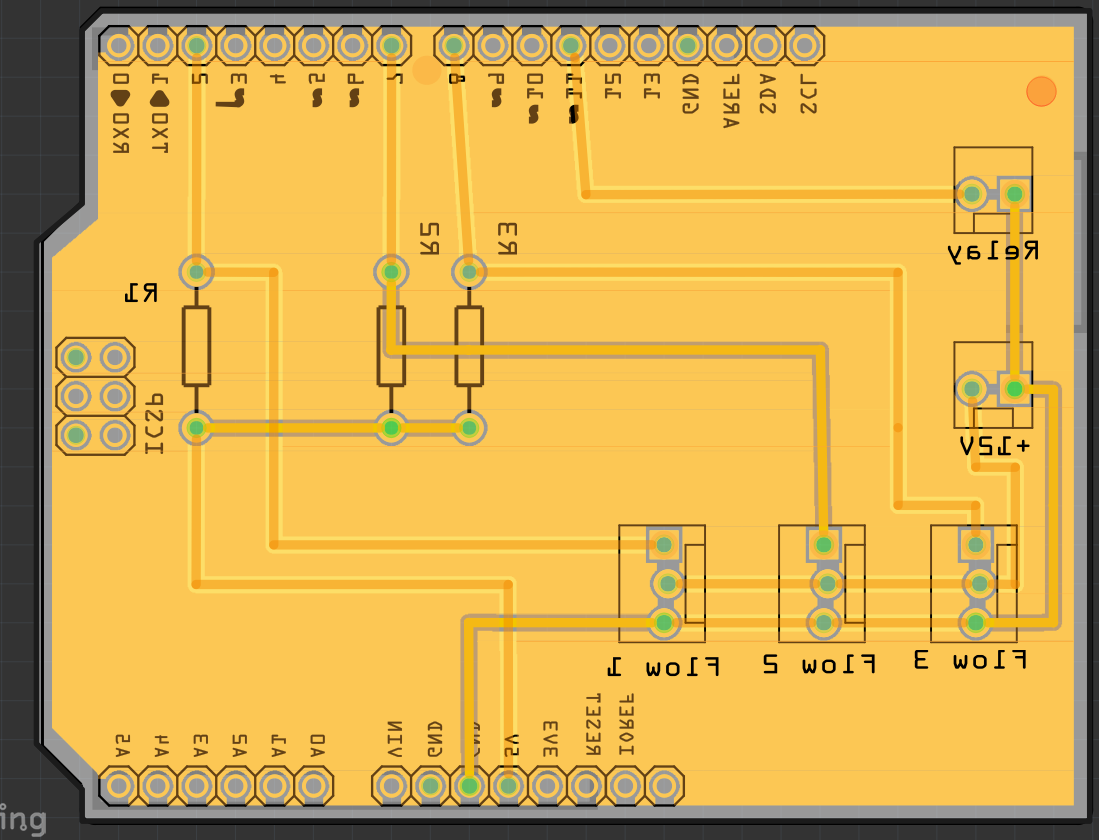 RX0 0
TX0 1
2
~3
4
~5
~6
7
8
~9
~10
~11
12
13
GND
AREF
SDA
SCL
R2
R3
Relay
R1
ICSP
+12V
Flow 1
Flow 2
Flow 3
A5
A4
A3
A2
A1
A0
VIN
GND
GND
5V
3V3
RESET
IOREF
ing